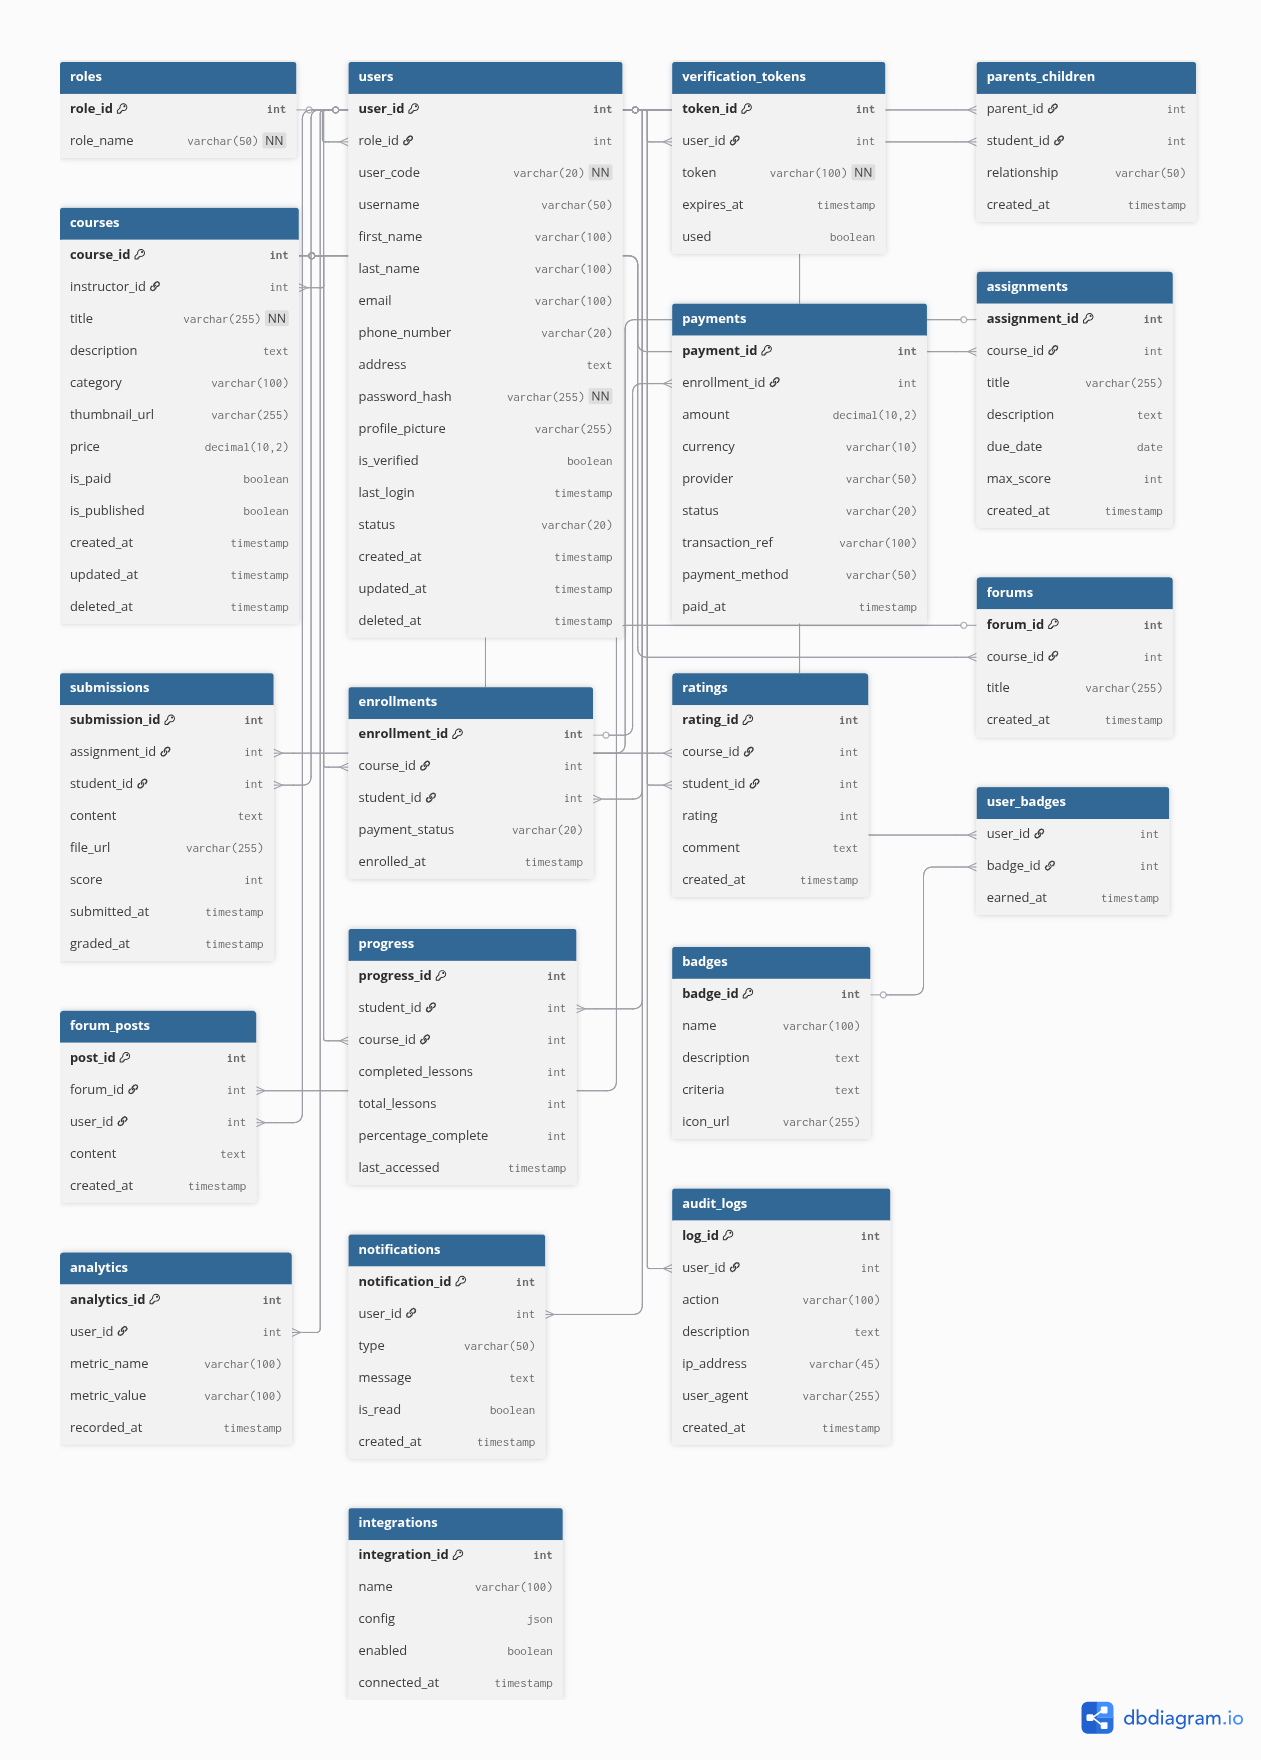 roles
role_id int
role_name varchar(50) NN
users
user_id int
role_id int
user_code varchar(20) NN
username varchar(50)
first_name varchar(100)
last_name varchar(100)
email varchar(100)
phone_number varchar(20)
address text
password_hash varchar(255) NN
profile_picture varchar(255)
is_verified boolean
last_login timestamp
status varchar(20)
created_at timestamp
updated_at timestamp
deleted_at timestamp
verification_tokens
token_id int
user_id int
token varchar(100) NN
expires_at timestamp
used boolean
parents_children
parent_id int
student_id int
relationship varchar(50)
created_at timestamp
courses
course_id int
instructor_id int
title varchar(255) NN
description text
category varchar(100)
thumbnail_url varchar(255)
price decimal(10,2)
is_paid boolean
is_published boolean
created_at timestamp
updated_at timestamp
deleted_at timestamp
payments
payment_id int
enrollment_id int
amount decimal(10,2)
currency varchar(10)
provider varchar(50)
status varchar(20)
transaction_ref varchar(100)
payment_method varchar(50)
paid_at timestamp
assignments
assignment_id int
course_id int
title varchar(255)
description text
due_date date
max_score int
created_at timestamp
forums
forum_id int
course_id int
title varchar(255)
created_at timestamp
submissions
submission_id int
assignment_id int
student_id int
content text
file_url varchar(255)
score int
submitted_at timestamp
graded_at timestamp
enrollments
enrollment_id int
course_id int
student_id int
payment_status varchar(20)
enrolled_at timestamp
ratings
rating_id int
course_id int
student_id int
rating int
comment text
created_at timestamp
user_badges
user_id int
badge_id int
earned_at timestamp
progress
progress_id int
student_id int
course_id int
completed_lessons int
total_lessons int
percentage_complete int
last_accessed timestamp
badges
badge_id int
name varchar(100)
description text
criteria text
icon_url varchar(255)
forum_posts
post_id int
forum_id int
user_id int
content text
created_at timestamp
audit_logs
log_id int
user_id int
action varchar(100)
description text
ip_address varchar(45)
user_agent varchar(255)
created_at timestamp
analytics
analytics_id int
user_id int
metric_name varchar(100)
metric_value varchar(100)
recorded_at timestamp
notifications
notification_id int
user_id int
type varchar(50)
message text
is_read boolean
created_at timestamp
integrations
integration_id int
name varchar(100)
config json
enabled boolean
connected_at timestamp
dbdiagram.io